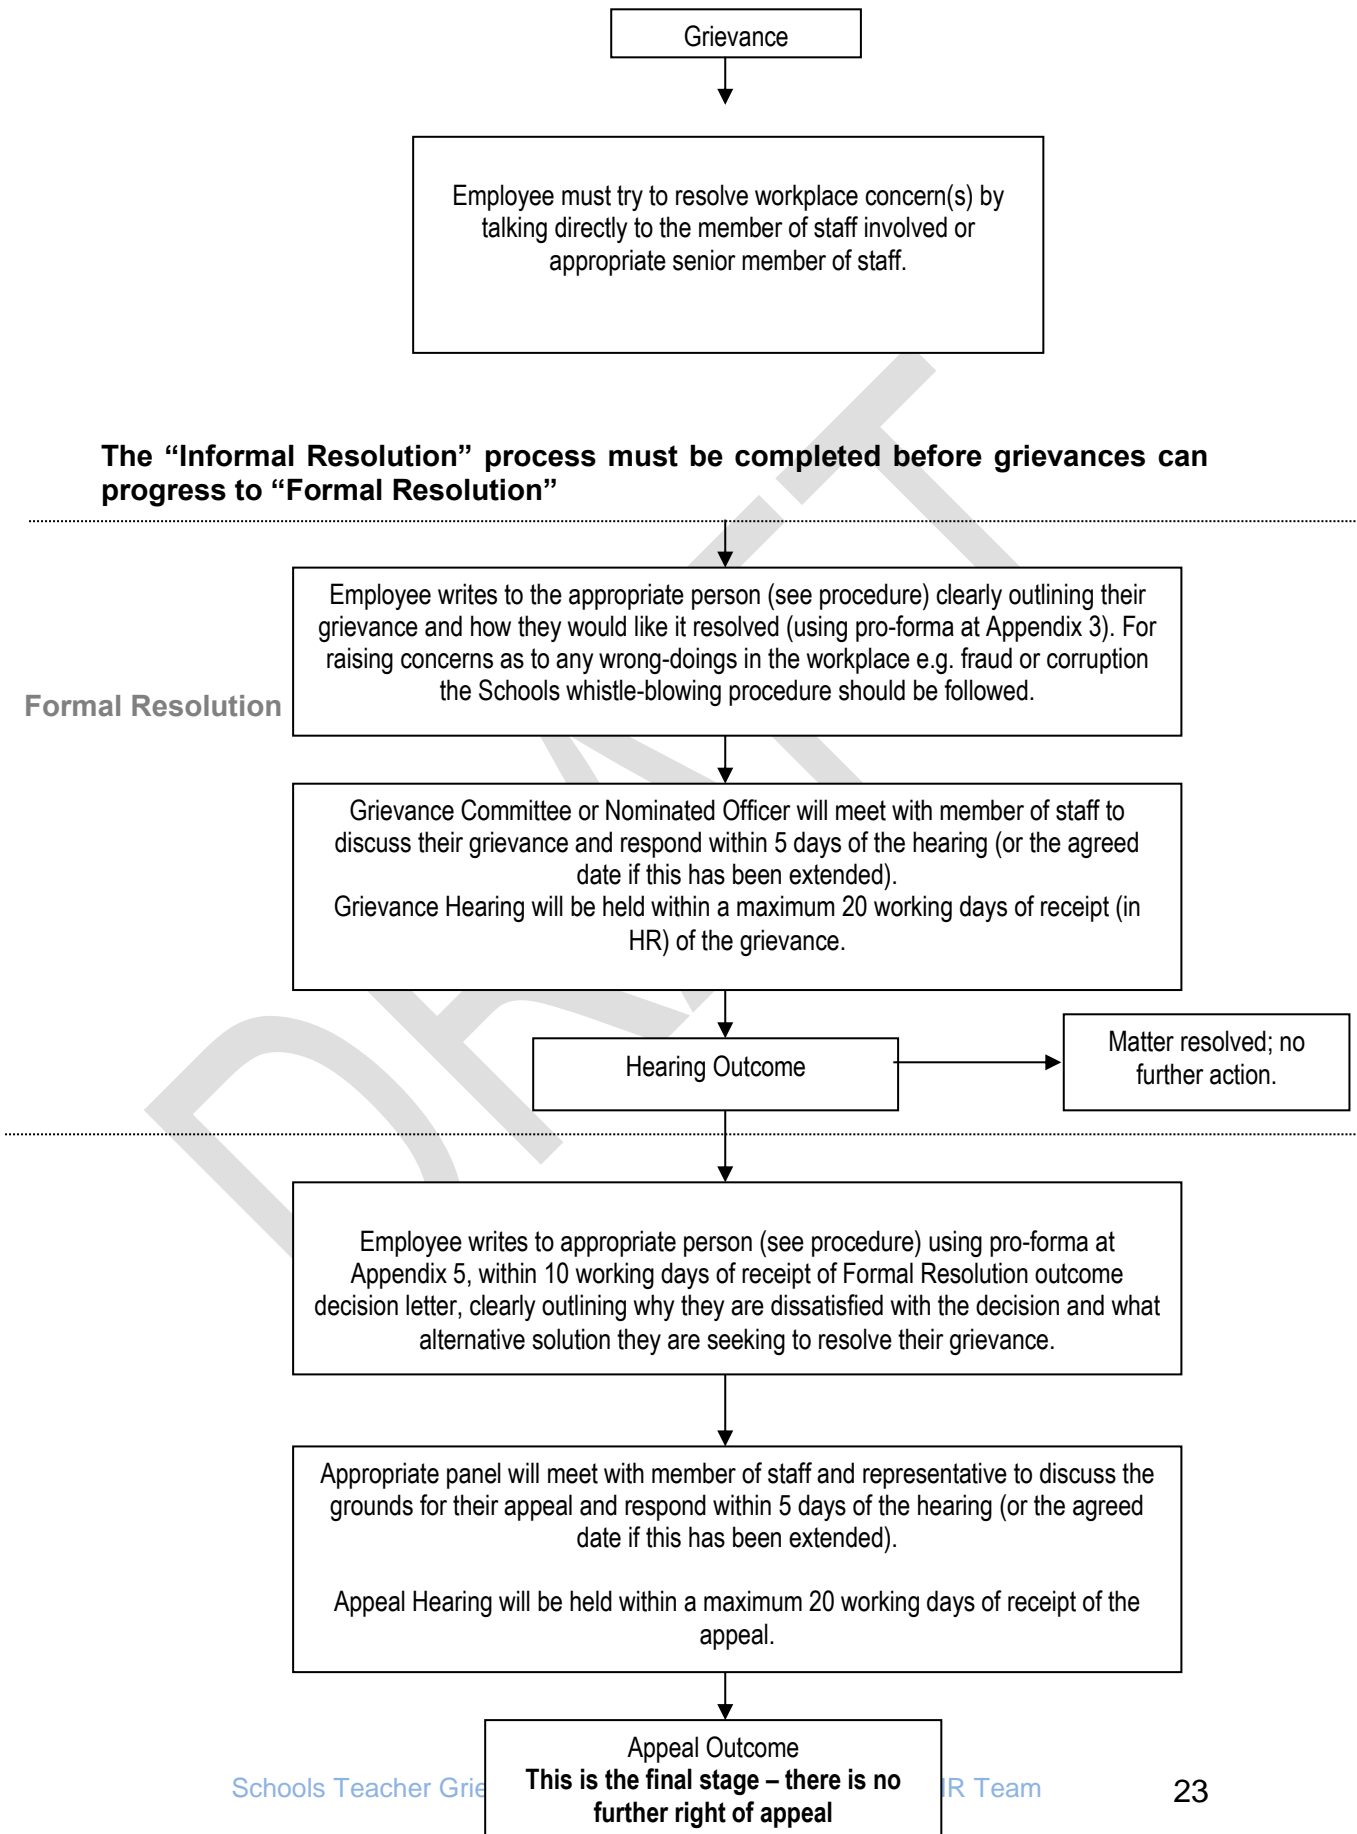 Grievance
Employee must try to resolve workplace concern(s) by
talking directly to the member of staff involved or
appropriate senior member of staff.
The “Informal Resolution” process must be completed before grievances can
progress to “Formal Resolution”
Employee writes to the appropriate person (see procedure) clearly outlining their
grievance and how they would like it resolved (using pro-forma at Appendix 3). For
raising concerns as to any wrong-doings in the workplace e.g. fraud or corruption
the Schools whistle-blowing procedure should be followed.
Formal Resolution
Grievance Committee or Nominated Officer will meet with member of staff to
discuss their grievance and respond within 5 days of the hearing (or the agreed
date if this has been extended).
Grievance Hearing will be held within a maximum 20 working days of receipt (in
HR) of the grievance.
Hearing Outcome
Matter resolved; no
further action.
DRAFT
Employee writes to appropriate person (see procedure) using pro-forma at
Appendix 5, within 10 working days of receipt of Formal Resolution outcome
decision letter, clearly outlining why they are dissatisfied with the decision and what
alternative solution they are seeking to resolve their grievance.
Appropriate panel will meet with member of staff and representative to discuss the
grounds for their appeal and respond within 5 days of the hearing (or the agreed
date if this has been extended).
Appeal Hearing will be held within a maximum 20 working days of receipt of the
appeal.
Appeal Outcome
This is the final stage – there is no
further right of appeal
Schools Teacher Team
23